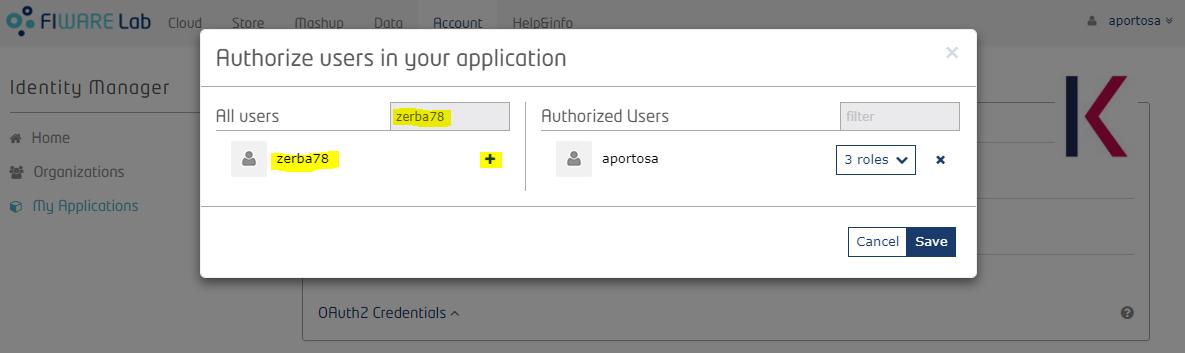 FIWARE Lab Cloud Store Mashup Data Account Help&info aportosa
Authorize users in your application ×
Identity Manager
Home
Organizations
My Applications
All users zerba78
zerba78 +
Authorized Users filter
aportosa 3 roles ×
Cancel Save
OAuth2 Credentials